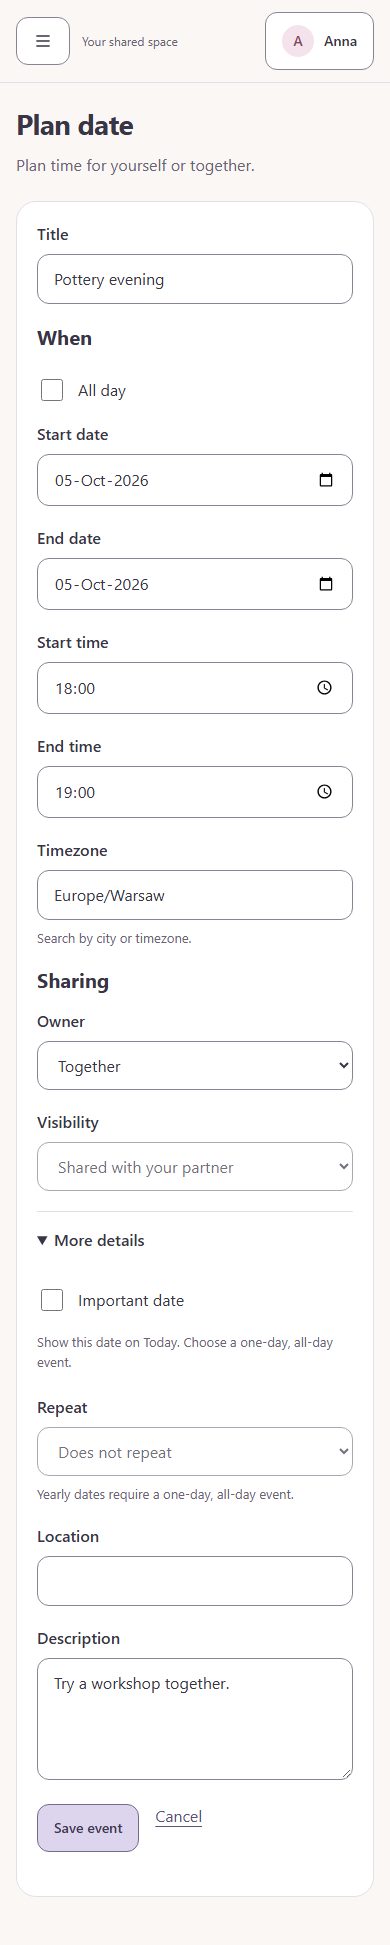 Your shared space
A Anna
Plan date
Plan time for yourself or together.
Title
Pottery evening
When
All day
Start date
05-Oct-2026
End date
05-Oct-2026
Start time
18:00
End time
19:00
Timezone
Europe/Warsaw
Search by city or timezone.
Sharing
Owner
Together
Visibility
Shared with your partner
More details
Important date
Show this date on Today. Choose a one-day, all-day
event.
Repeat
Does not repeat
Yearly dates require a one-day, all-day event.
Location
Description
Try a workshop together.
Save event Cancel